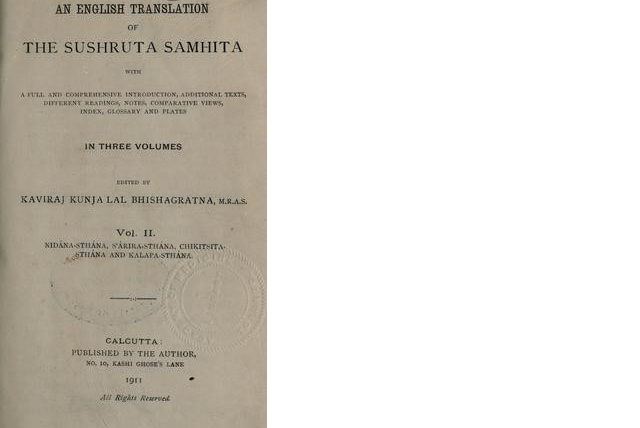 AN ENGLISH TRANSLATION
OF
THE SUSHRUTA SAMHITA
WITH
A FULL AND COMPREHENSIVE INTRODUCTION, ADDITIONAL TEXTS,
DIFFERENT READINGS, NOTES, COMPARATIVE VIEWS,
INDEX, GLOSSARY AND PLATES
IN THREE VOLUMES
EDITED BY
KAVIRAJ KUNJA LAL BHISHAGRATNA, M.R.A.S.
Vol. II.
NIDÁNA-STHÁNA, S'ÁRIRA-STHÁNA, CHIKITSITA-
STHÁNA AND KALAPA-STHÁNA.
CALCUTTA:
PUBLISHED BY THE AUTHOR,
NO. 10, KASHI GHOSE'S LANE
1911
All Rights Reserved.